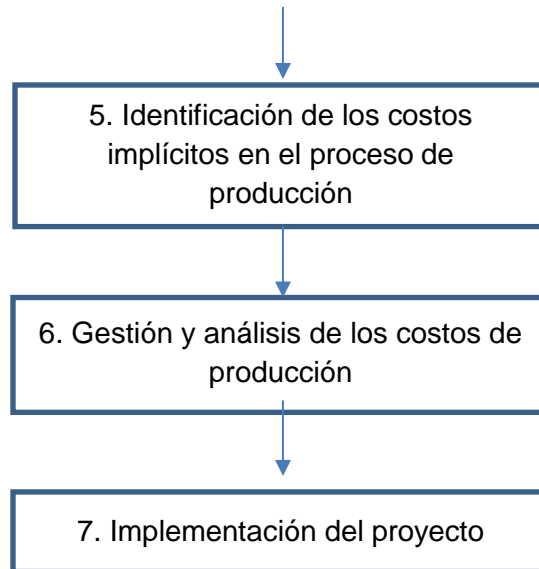 5. Identificación de los costos
implícitos en el proceso de
producción
6. Gestión y análisis de los costos de
producción
7. Implementación del proyecto